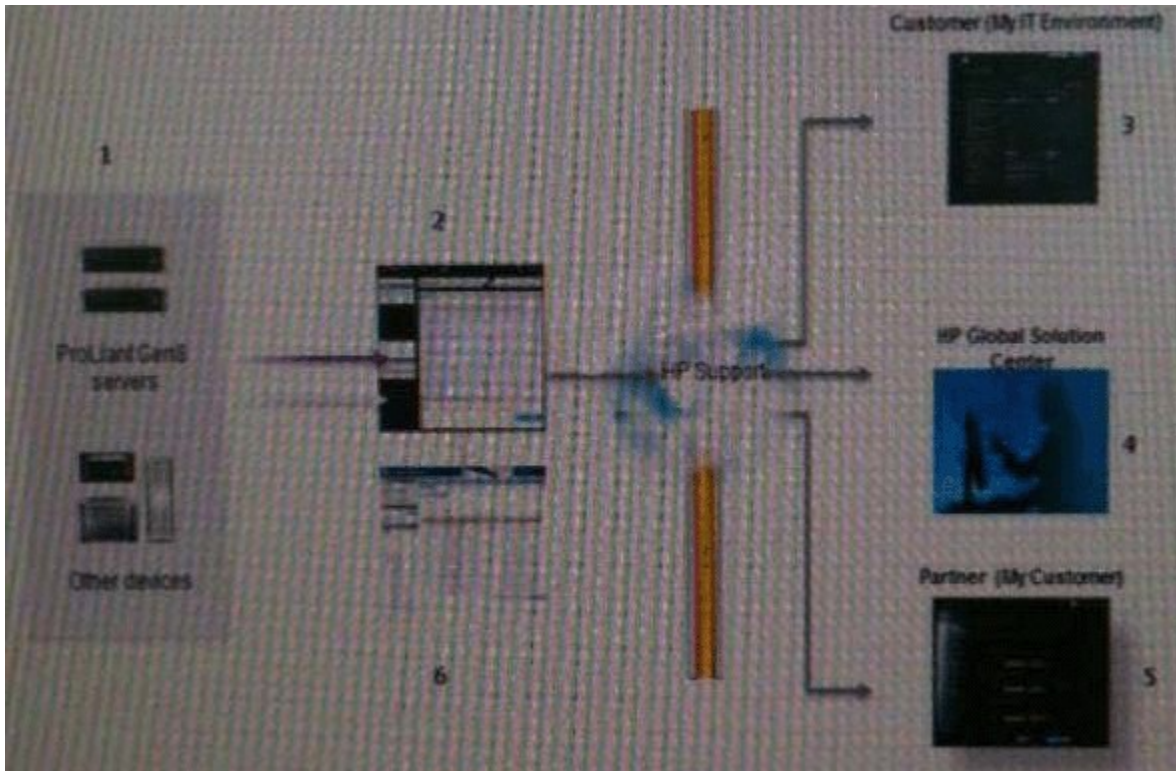 Customer (My IT Environment)
3
1
2
ProLiant Gen8
servers
HP Support
HP Global Solution
Center
4
Other devices
Partner (My Customer)
5
6